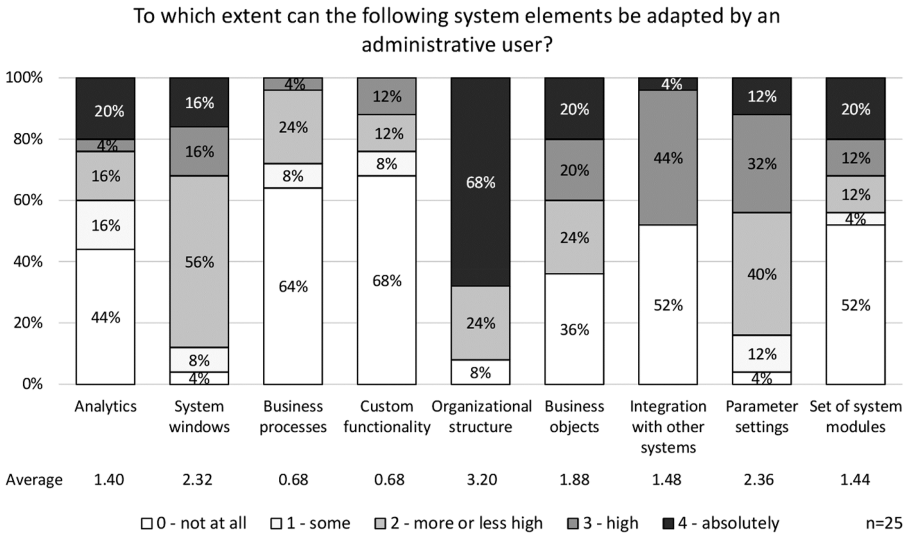 To which extent can the following system elements be adapted by an
administrative user?
100%
80%
60%
40%
20%
0%
20%
4%
16%
16%
44%
16%
16%
56%
8%
4%
4%
24%
8%
64%
12%
12%
8%
68%
68%
24%
8%
20%
20%
24%
36%
4%
44%
52%
12%
32%
40%
12%
4%
20%
12%
12%
4%
52%
Analytics
System
windows
Business
processes
Custom
functionality
Organizational
structure
Business
objects
Integration
with other
systems
Parameter
settings
Set of system
modules
Average 1.40 2.32 0.68 0.68 3.20 1.88 1.48 2.36 1.44
0 - not at all 1 - some 2 - more or less high 3 - high 4 - absolutely n=25